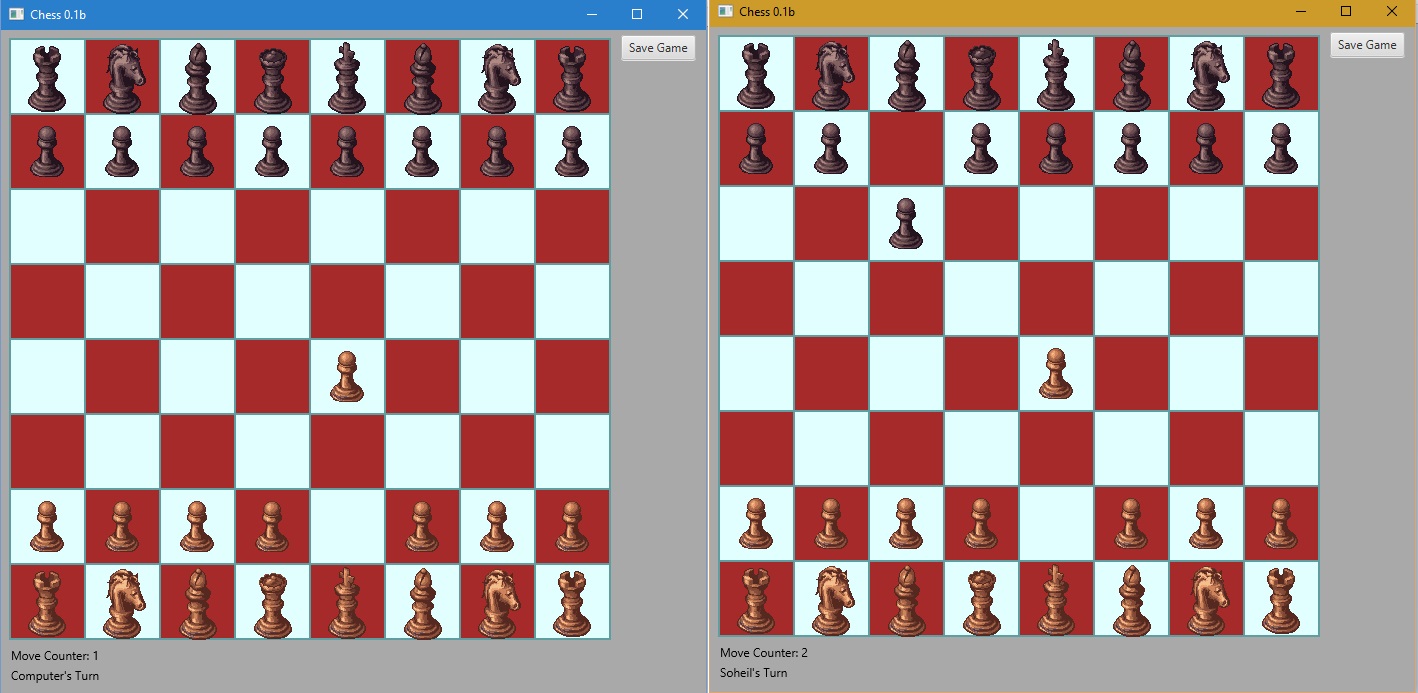 Chess 0.1b
Save Game
Move Counter: 1
Computer's Turn
Chess 0.1b
Save Game
Move Counter: 2
Soheil's Turn